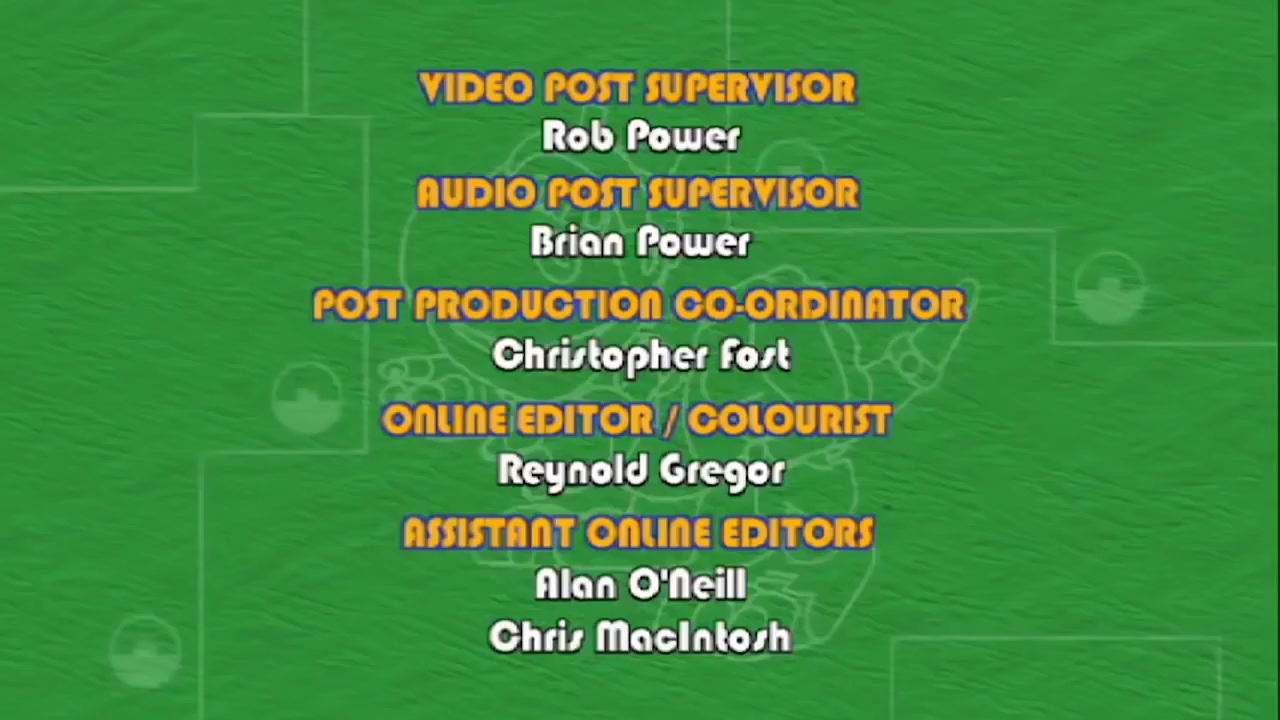 VIDEO POST SUPERVISOR
Rob Power
AUDIO POST SUPERVISOR
Brian Power
POST PRODUCTION CO-ORDINATOR
Christopher Fost
ONLINE EDITOR / COLOURIST
Reynold Gregor
ASSISTANT ONLINE EDITORS
Alan O'Neill
Chris MacIntosh